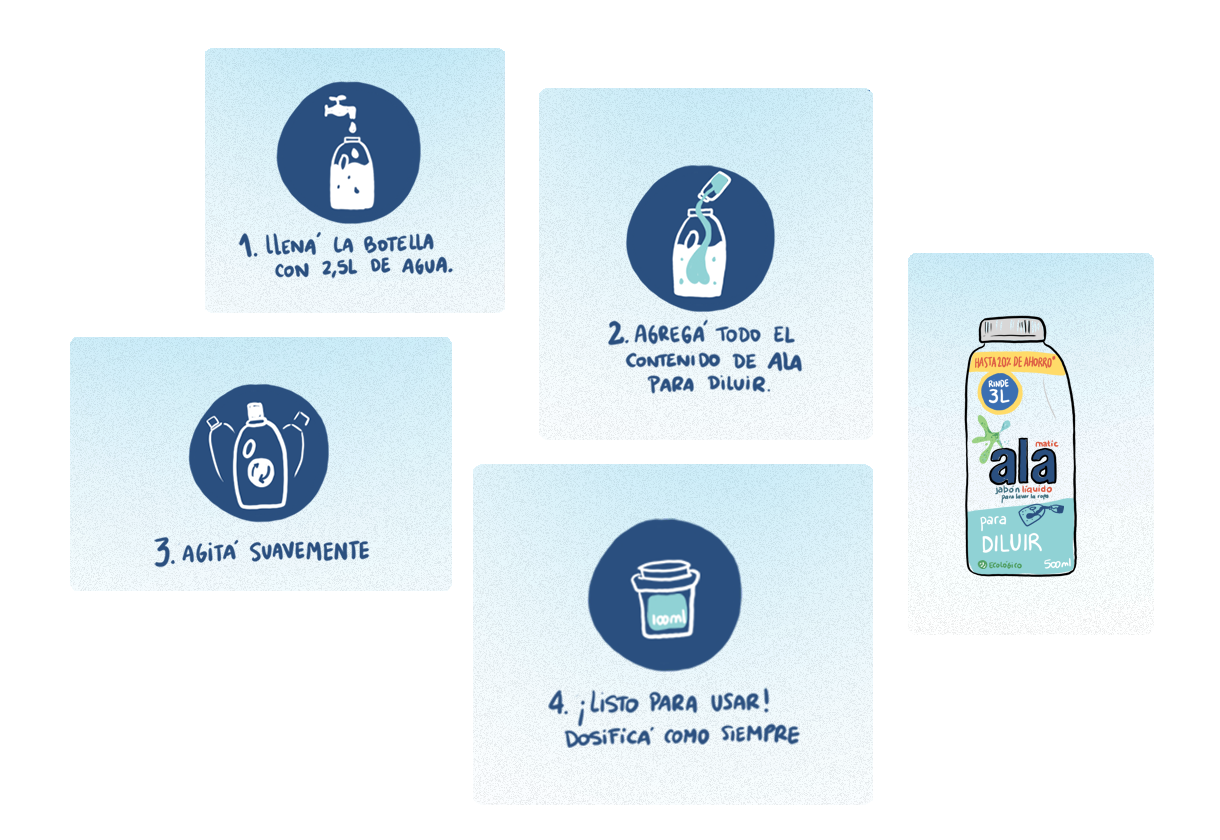 1. LLENÁ LA BOTELLA
CON 2,5L DE AGUA.
2. AGREGÁ TODO EL
CONTENIDO DE ALA
PARA DILUIR.
3. AGITÁ SUAVEMENTE
100ml
4. ¡LISTO PARA USAR!
DOSIFICÁ COMO SIEMPRE
HASTA 20% DE AHORRO*
RINDE
3L
matic
ala
jabón líquido
para lavar la ropa
para
DILUIR
Ecológico
500ml